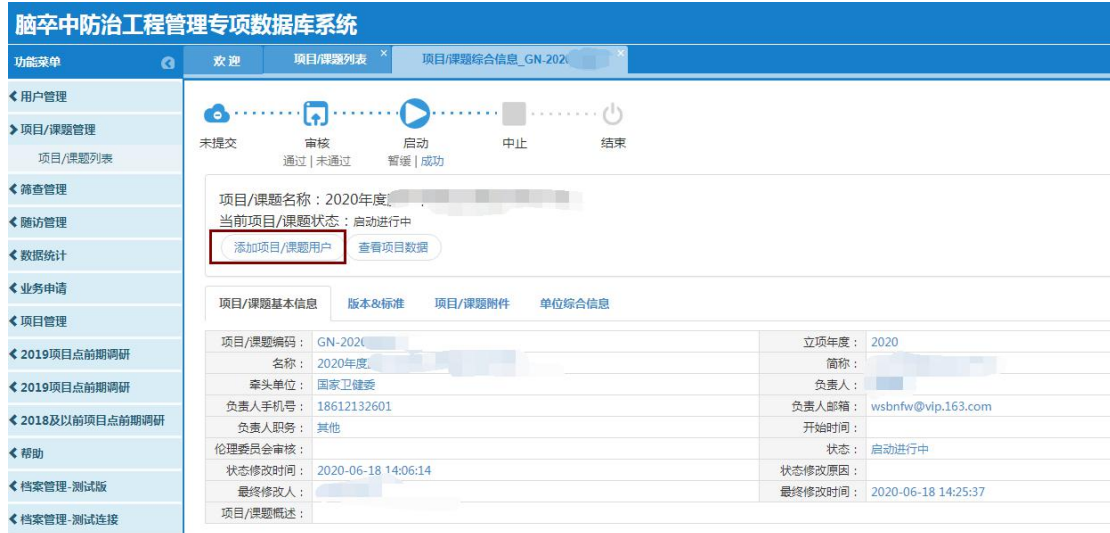 脑卒中防治工程管理专项数据库系统
功能菜单
欢迎 项目/课题列表 × 项目/课题综合信息_GN-202 ×
用户管理
项目/课题管理
项目/课题列表
筛查管理
随访管理
数据统计
业务申请
项目管理
2019项目点前期调研
2019项目点前期调研
2018及以前项目点前期调研
帮助
档案管理-测试版
档案管理-测试连接
未提交 审核 启动 中止 结束
通过 | 未通过 暂缓 | 成功
项目/课题名称：2020年度
当前项目/课题状态：启动进行中
添加项目/课题用户 查看项目数据
项目/课题基本信息 版本&标准 项目/课题附件 单位综合信息
项目/课题编码： GN-202 立项年度： 2020
名称： 2020年度 简称：
牵头单位： 国家卫健委 负责人：
负责人手机号： 18612132601 负责人邮箱： wsbnfw@vip.163.com
负责人职务： 其他 开始时间：
伦理委员会审核： 状态： 启动进行中
状态修改时间： 2020-06-18 14:06:14 状态修改原因：
最终修改人： 最终修改时间： 2020-06-18 14:25:37
项目/课题概述：